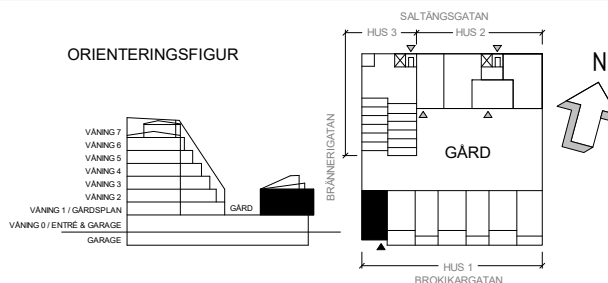 ORIENTERINGSFIGUR
VÅNING 7
VÅNING 6
VÅNING 5
VÅNING 4
VÅNING 3
VÅNING 2
VÅNING 1 / GÅRDSPLAN
GÅRD
VÅNING 0 / ENTRÉ & GARAGE
GARAGE
SALTÄNGSGATAN
HUS 3
HUS 2
BRÄNNERIGATAN
GÅRD
HUS 1
BROKIKARGATAN
N